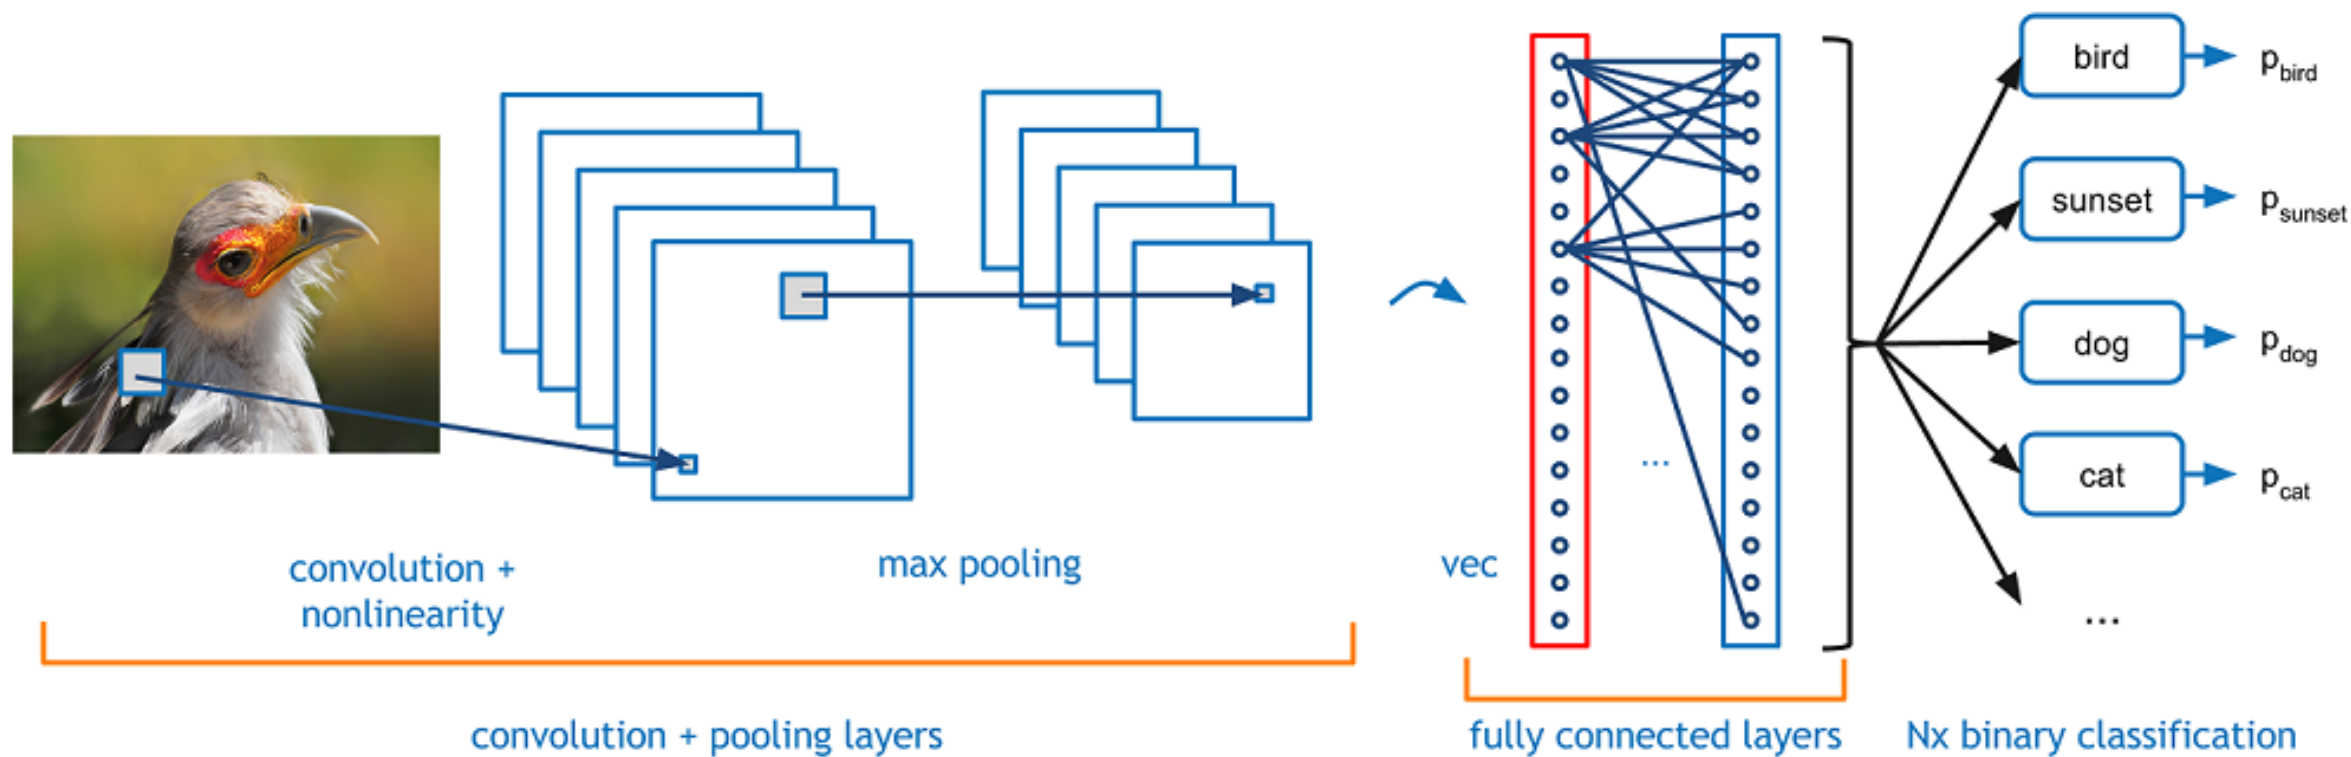 bird
p_bird
sunset
p_sunset
dog
p_dog
cat
p_cat
...
...
convolution +
nonlinearity
max pooling
vec
convolution + pooling layers
fully connected layers
Nx binary classification